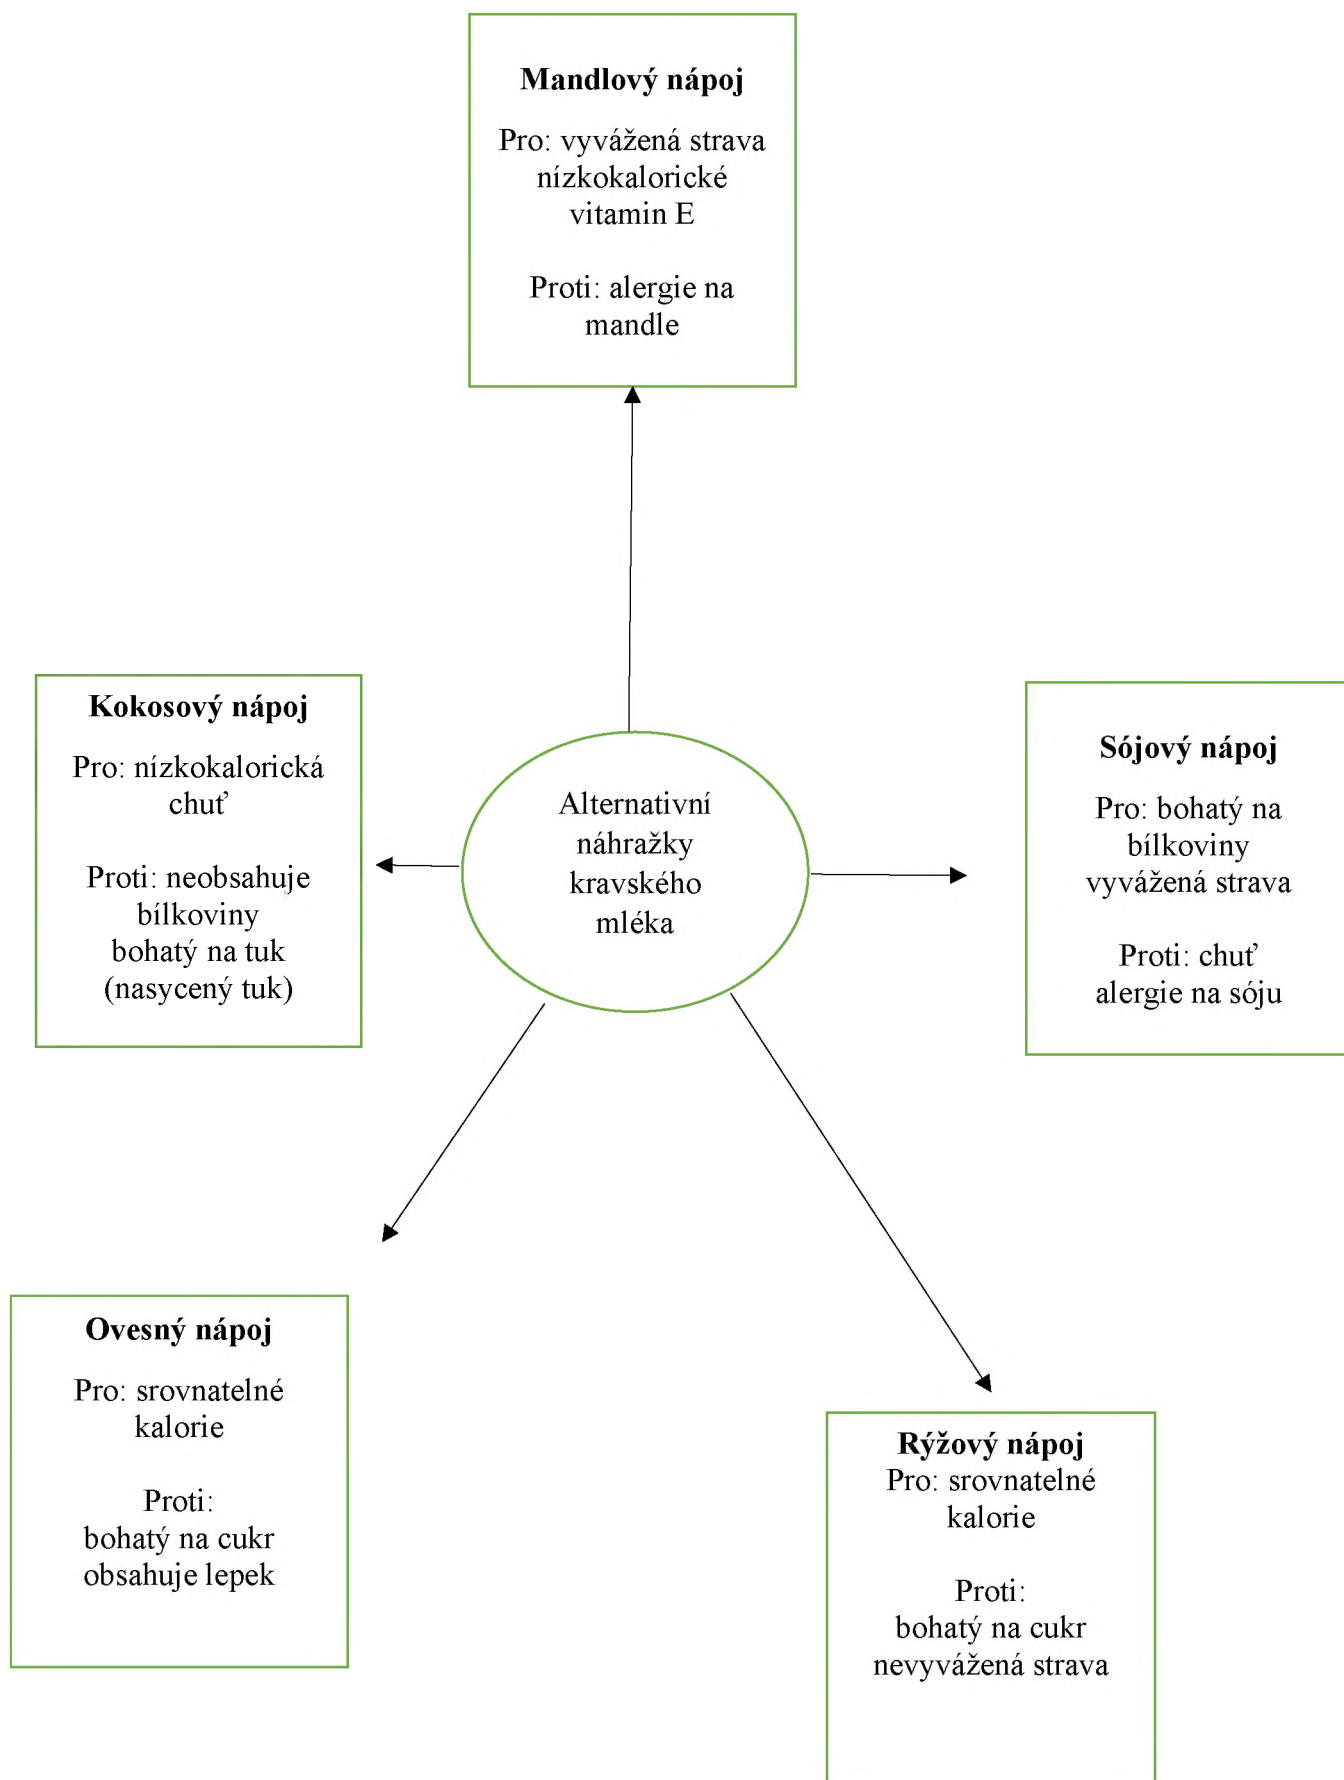 Mandlový nápoj
Pro: vyvážená strava
nízkokalorické
vitamin E
Proti: alergie na
mandle
Kokosový nápoj
Pro: nízkokalorická
chuť
Proti: neobsahuje
bílkoviny
bohatý na tuk
(nasycený tuk)
Alternativní
náhražky
kravského
mléka
Sójový nápoj
Pro: bohatý na
bílkoviny
vyvážená strava
Proti: chuť
alergie na sóju
Ovesný nápoj
Pro: srovnatelné
kalorie
Proti:
bohatý na cukr
obsahuje lepek
Rýžový nápoj
Pro: srovnatelné
kalorie
Proti:
bohatý na cukr
nevyvážená strava